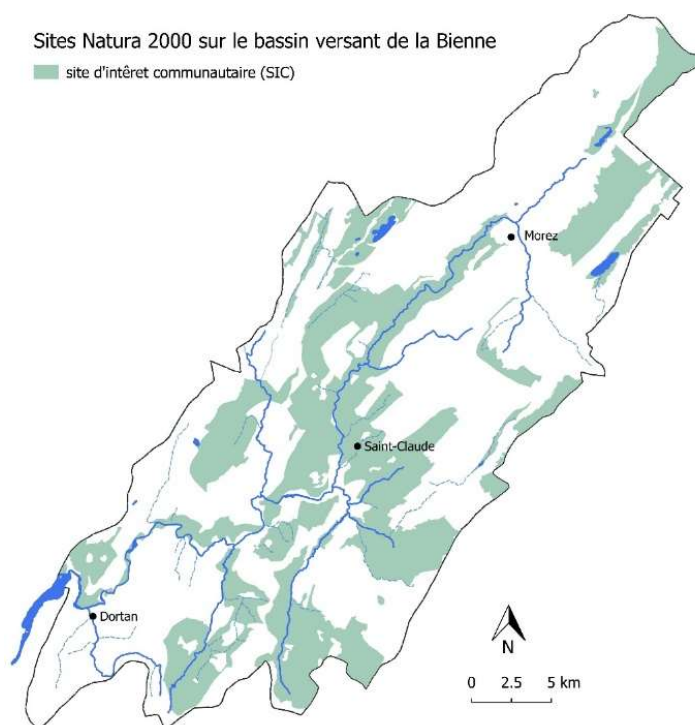 Sites Natura 2000 sur le bassin versant de la Bienne
site d'intêret communautaire (SIC)
Morez
Saint-Claude
Dortan
N
0 2.5 5 km